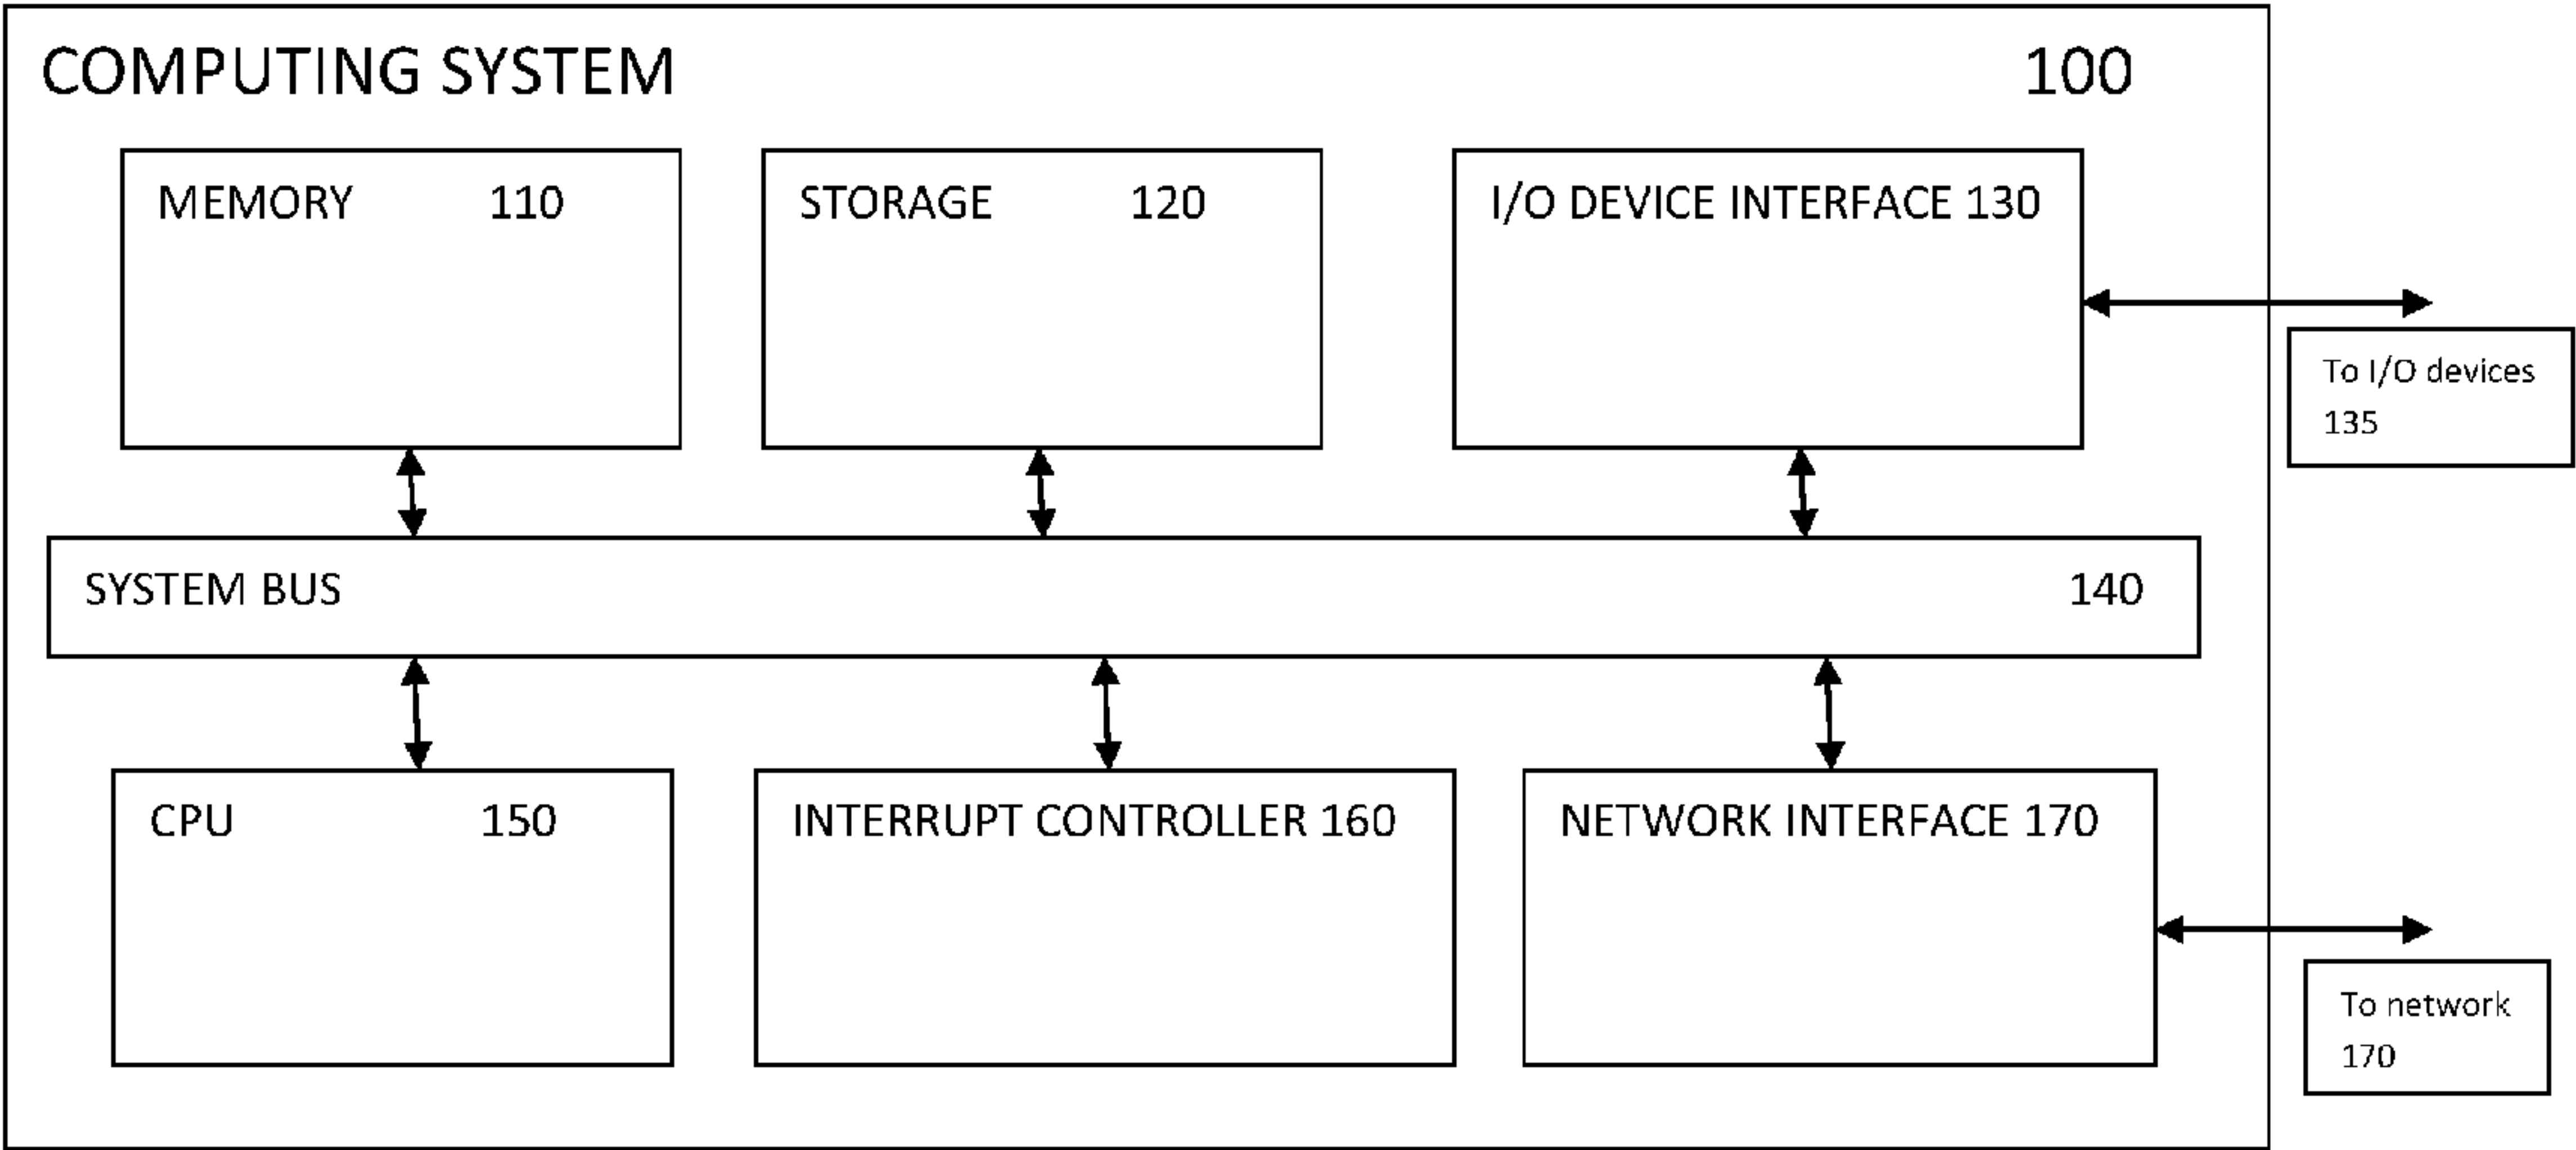 COMPUTING SYSTEM 100
MEMORY 110
STORAGE 120
I/O DEVICE INTERFACE 130
To I/O devices
135
SYSTEM BUS 140
CPU 150
INTERRUPT CONTROLLER 160
NETWORK INTERFACE 170
To network
170